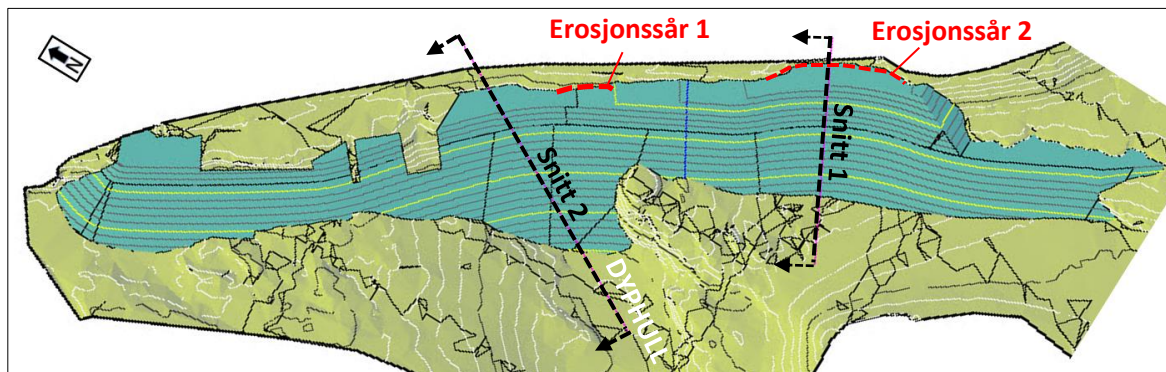 N
Erosjonssår 1
Erosjonssår 2
Snitt 2
Snitt 1
DYPHULL